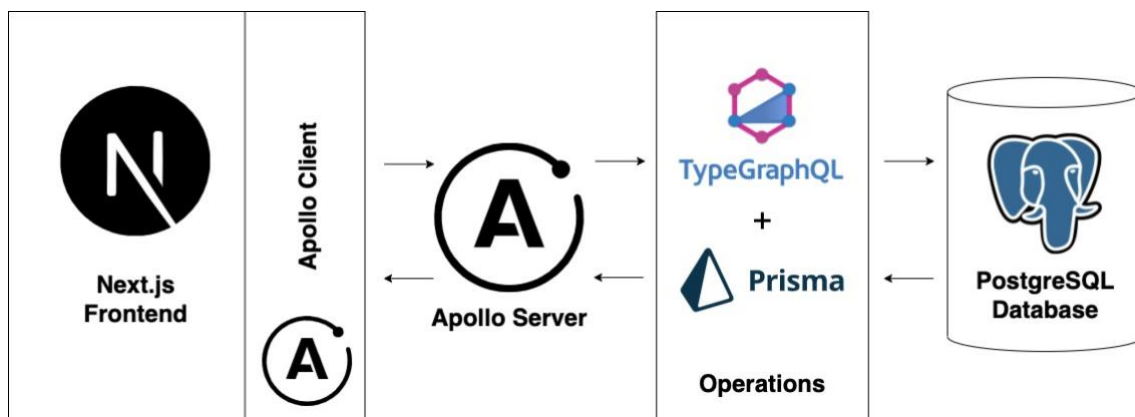 Next.js
Frontend
Apollo Client
Apollo Server
TypeGraphQL
+
Prisma
Operations
PostgreSQL
Database